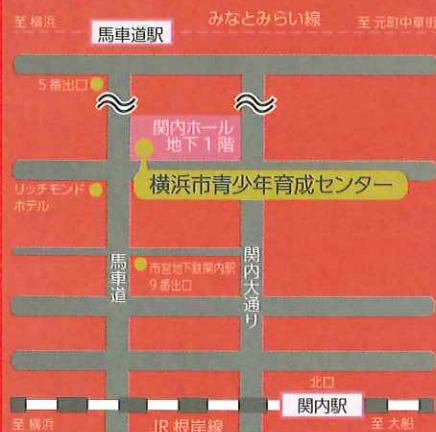 至 横浜
みなとみらい線
至 元町中華街
馬車道駅
5番出口
関内ホール
地下1階
横浜市青少年育成センター
リッチモンド
ホテル
馬車道
市営地下鉄関内駅
9番出口
関内大通り
北口
関内駅
至 横浜
JR 根岸線
至 大船